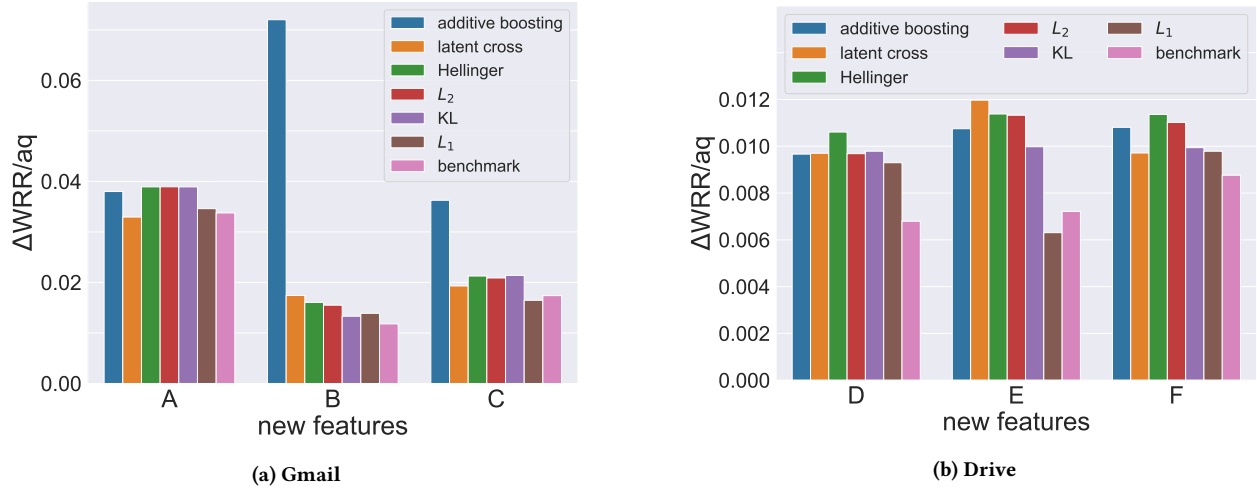 ΔWRR/aq
0.06
0.04
0.02
0.00
additive boosting
latent cross
Hellinger
L₂
KL
L₁
benchmark
A B C
new features
(a) Gmail
ΔWRR/aq
0.012
0.010
0.008
0.006
0.004
0.002
0.000
additive boosting L₂ L₁
latent cross KL benchmark
Hellinger
D E F
new features
(b) Drive